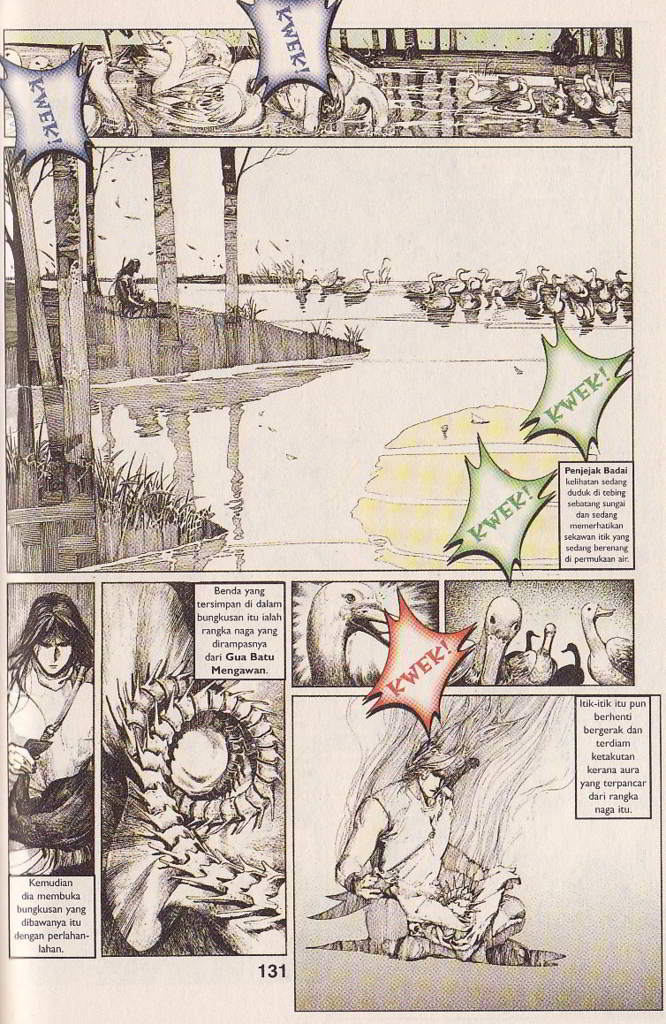 KWEK!
KWEK!
KWEK!
KWEK!
Penjejak Badai
kelihatan sedang
duduk di tebing
sebatang sungai
dan sedang
memerhatikan
sekawan itik yang
sedang berenang
di permukaan air.
Kemudian
dia membuka
bungkusan yang
dibawanya itu
dengan perlahan-
lahan.
Benda yang
tersimpan di dalam
bungkusan itu ialah
rangka naga yang
dirampasnya
dari Gua Batu
Mengawan.
KWEK!
Itik-itik itu pun
berhenti
bergerak dan
terdiam
ketakutan
kerana aura
yang terpancar
dari rangka
naga itu.
131